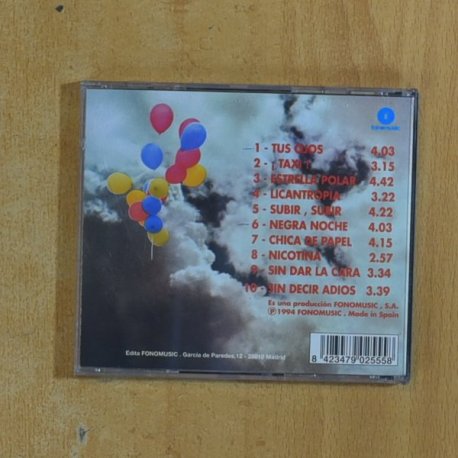 fonomusic
1 - TUS OJOS 4.03
2 - ¡ TAXI ! 3.15
3 - ESTRELLA POLAR 4.42
4 - LICANTROPIA 3.22
5 - SUBIR , SUBIR 4.22
6 - NEGRA NOCHE 4.03
7 - CHICA DE PAPEL 4.15
8 - NICOTINA 2.57
9 - SIN DAR LA CARA 3.34
10 - SIN DECIR ADIOS 3.39
Es una producción FONOMUSIC , S.A.
Ⓟ 1994 FONOMUSIC . Made in Spain
Edita FONOMUSIC . García de Paredes,12 - 28010 Madrid
8 423479 025558